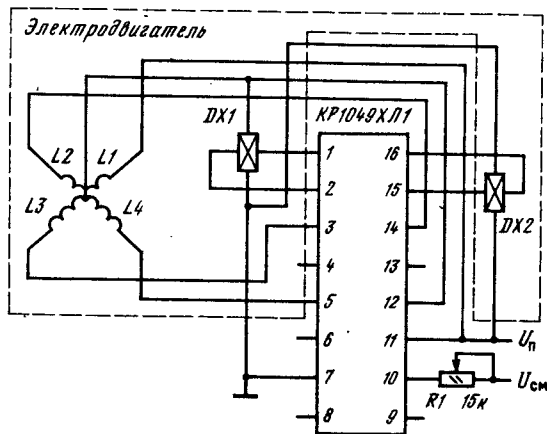 Электродвигатель
DX1
КР1049ХЛ1
L2 L1
L3 L4
1 16
2 15
3 14
4 13
5 12
6 11
7 10
8 9
DX2
Uп
Uсм
R1 15к